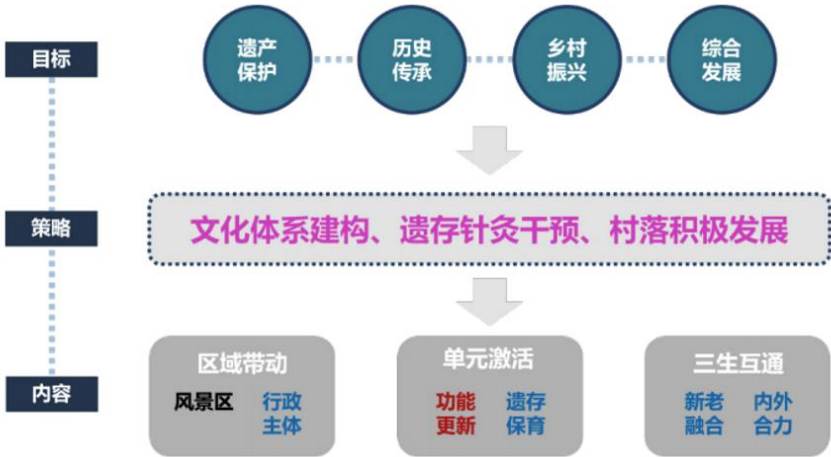 目标
遗产
保护
历史
传承
乡村
振兴
综合
发展
策略
文化体系建构、遗存针灸干预、村落积极发展
内容
区域带动
风景区
行政
主体
单元激活
功能
更新
遗存
保育
三生互通
新老
融合
内外
合力